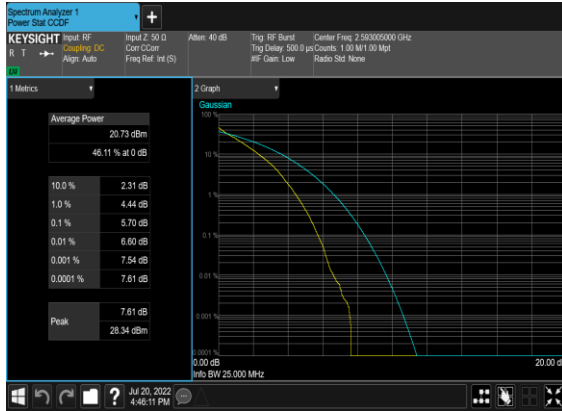 Spectrum Analyzer 1
Power Stat CCDF
+
KEYSIGHT
R T
LU
Input: RF
Coupling: DC
Align: Auto
Input Z: 50 Ω
Corr CCorr
Freq Ref: Int (S)
Atten: 40 dB
Trig: RF Burst
Trig Delay: 500.0 µs
#IF Gain: Low
Center Freq: 2.593005000 GHz
Counts: 1.00 M/1.00 Mpt
Radio Std: None
1 Metrics
Average Power
20.73 dBm
46.11 % at 0 dB
10.0 % 2.31 dB
1.0 % 4.44 dB
0.1 % 5.70 dB
0.01 % 6.60 dB
0.001 % 7.54 dB
0.0001 % 7.61 dB
Peak
7.61 dB
28.34 dBm
2 Graph
Gaussian
100 %
10 %
1 %
0.1 %
0.01 %
0.001 %
0.0001 %
0.00 dB
20.00 d
Info BW 25.000 MHz
?
Jul 20, 2022
4:46:11 PM